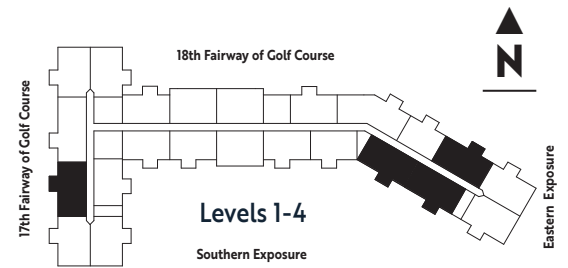 18th Fairway of Golf Course
N
17th Fairway of Golf Course
Levels 1-4
Southern Exposure
Eastern Exposure